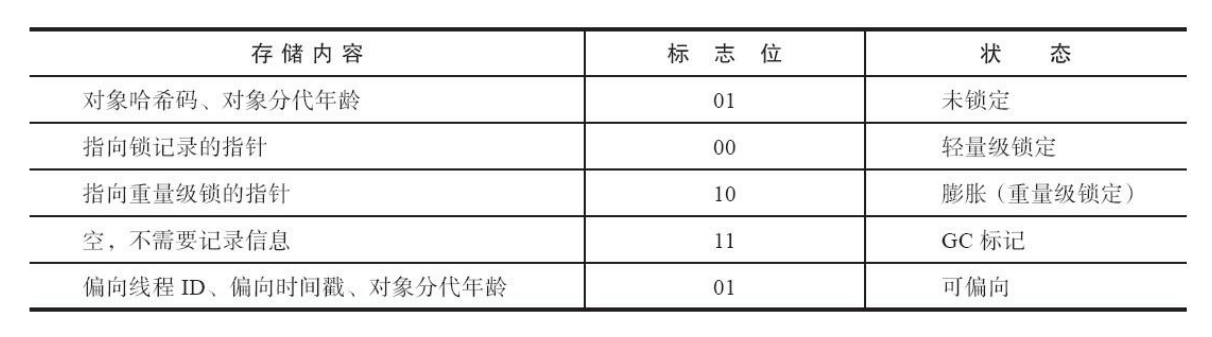 存储内容 标志位 状态
对象哈希码、对象分代年龄 01 未锁定
指向锁记录的指针 00 轻量级锁定
指向重量级锁的指针 10 膨胀（重量级锁定）
空，不需要记录信息 11 GC 标记
偏向线程 ID、偏向时间戳、对象分代年龄 01 可偏向